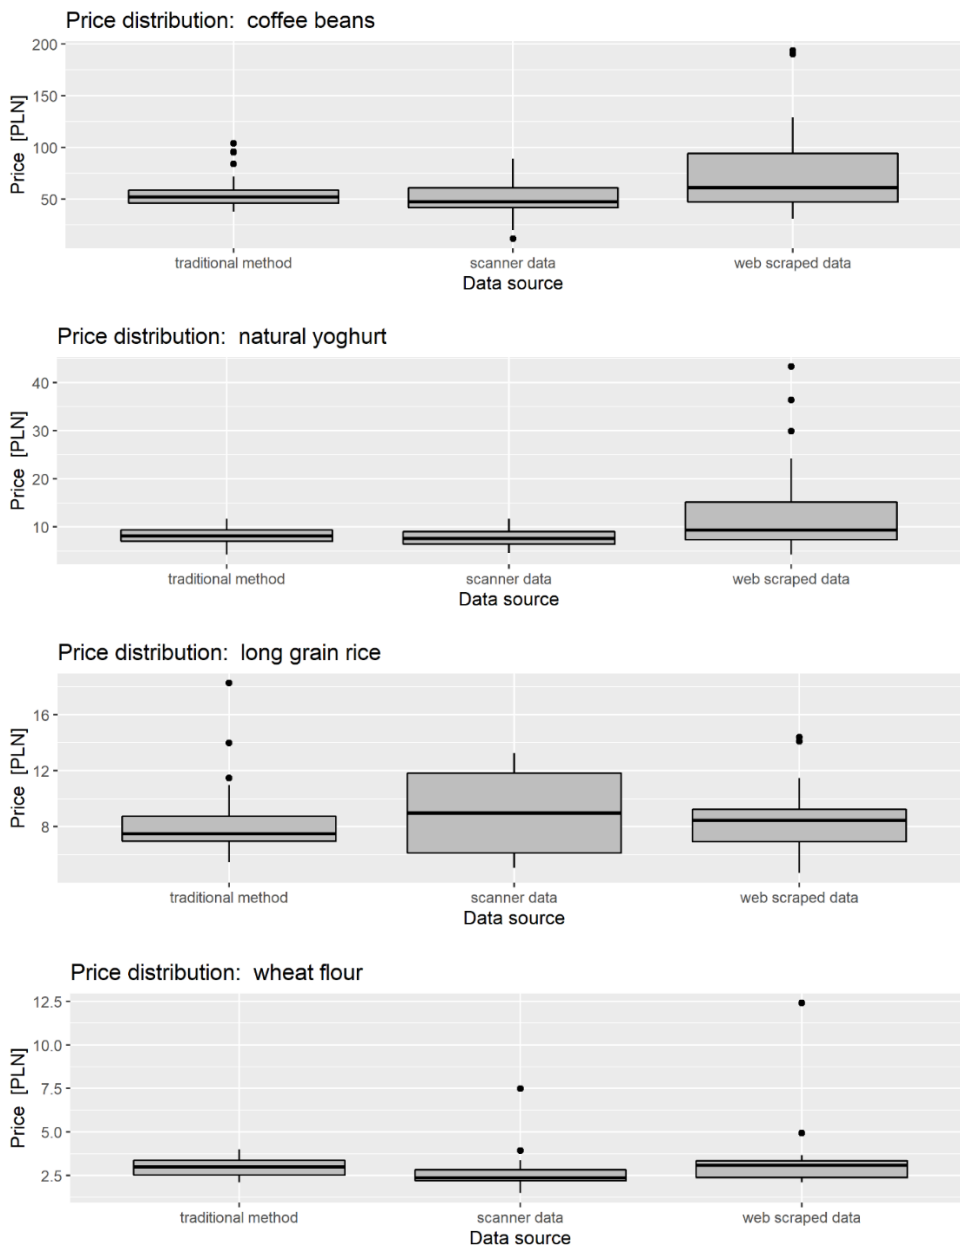 Price distribution:  coffee beans
200
150
100
50
Price  [PLN]
traditional method
scanner data
web scraped data
Data source
Price distribution:  natural yoghurt
40
30
20
10
Price  [PLN]
traditional method
scanner data
web scraped data
Data source
Price distribution:  long grain rice
16
12
8
Price  [PLN]
traditional method
scanner data
web scraped data
Data source
Price distribution:  wheat flour
12.5
10.0
7.5
5.0
2.5
Price  [PLN]
traditional method
scanner data
web scraped data
Data source